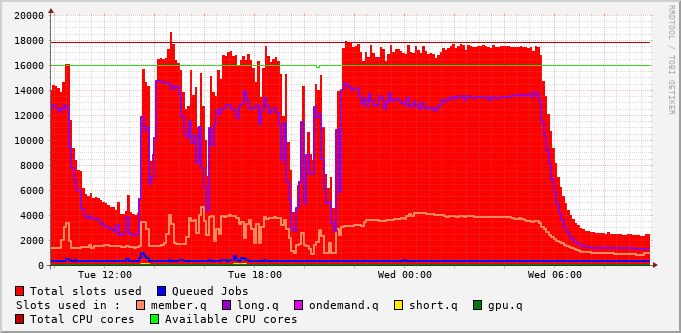 20000
18000
16000
14000
12000
10000
8000
6000
4000
2000
0
Tue 12:00 Tue 18:00 Wed 00:00 Wed 06:00
Total slots used Queued Jobs
Slots used in : member.q long.q ondemand.q short.q gpu.q
Total CPU cores Available CPU cores
RRDTOOL / TOBI OETIKER